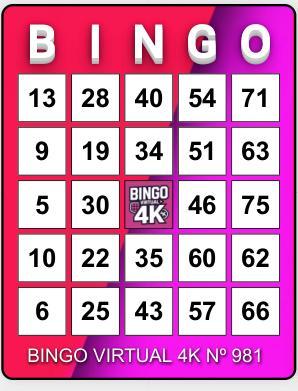 B I N G O
13 28 40 54 71
9 19 34 51 63
5 30 BINGO VIRTUAL 4K 46 75
10 22 35 60 62
6 25 43 57 66
BINGO VIRTUAL 4K Nº 981